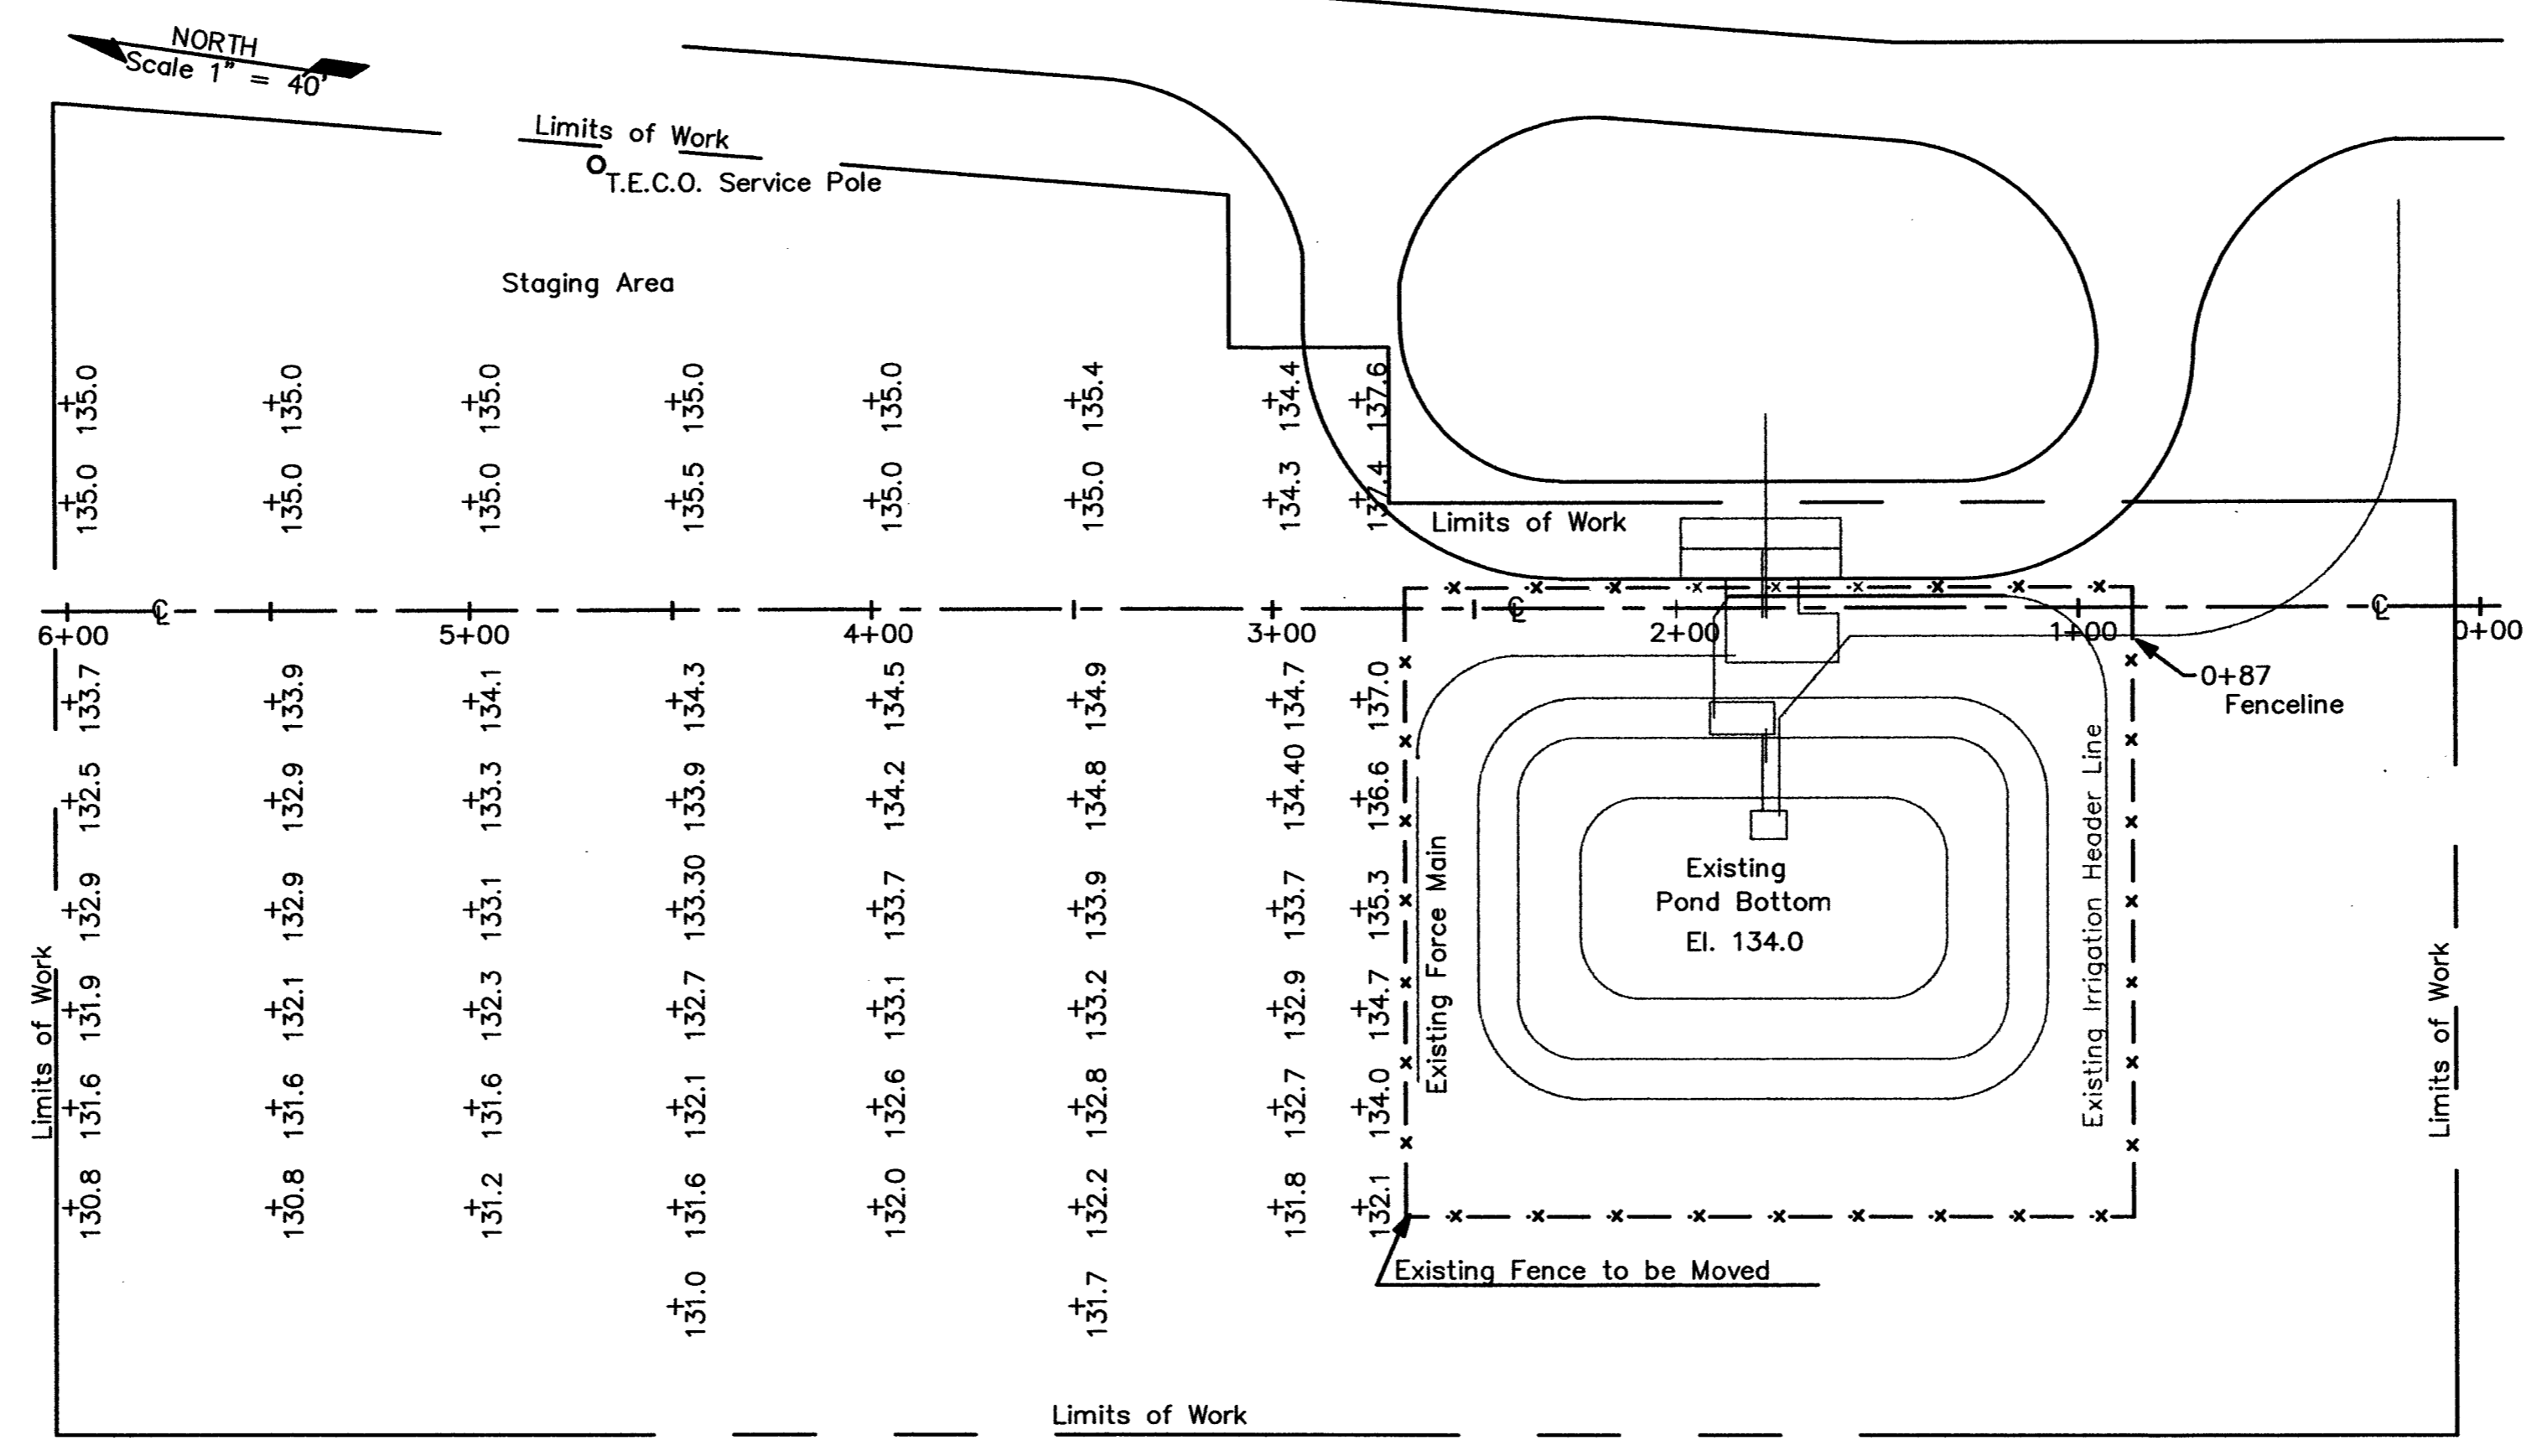 NORTH
Scale 1" = 40'
Limits of Work
T.E.C.O. Service Pole
Staging Area
135.0 135.0 135.0 135.0 135.0 135.4 134.4 137.6
135.0 135.0 135.0 135.5 135.0 135.0 134.3 137.4
Limits of Work
6+00 5+00 4+00 3+00 2+00 1+00 0+00
133.7 133.9 134.1 134.3 134.5 134.9 134.7 137.0
0+87
Fenceline
132.5 132.9 133.3 133.9 134.2 134.8 134.40 136.6
132.9 132.9 133.1 133.30 133.7 133.9 133.7 135.3
Existing
Pond Bottom
El. 134.0
Existing Force Main
Existing Irrigation Header Line
Limits of Work
Limits of Work
131.9 132.1 132.3 132.7 133.1 133.2 132.9 134.7
131.6 131.6 131.6 132.1 132.6 132.8 132.7 134.0
130.8 130.8 131.2 131.6 132.0 132.2 131.8 132.1
Existing Fence to be Moved
131.0 131.7
Limits of Work